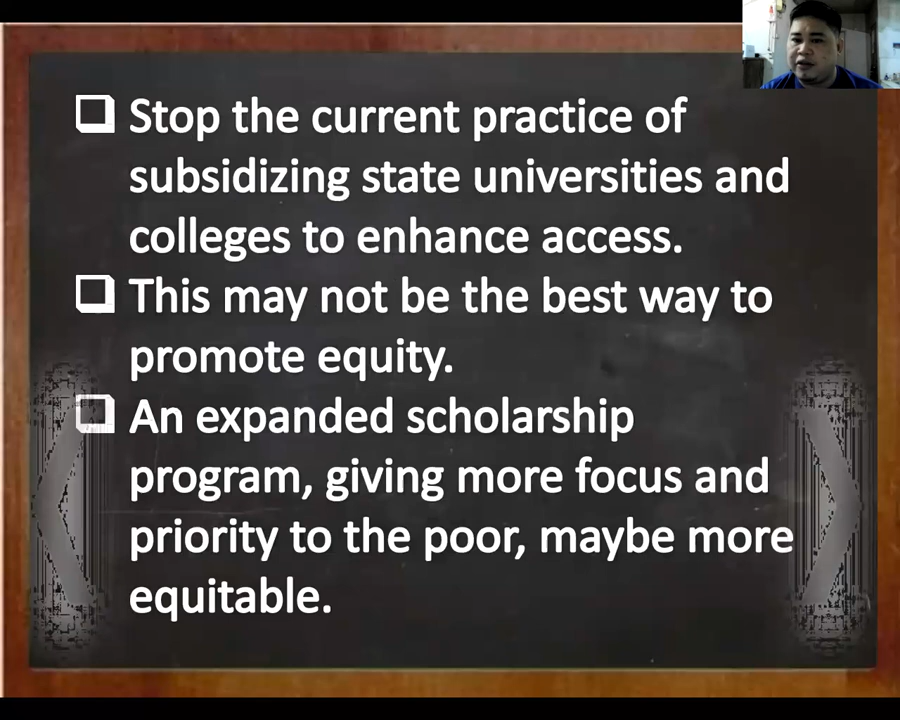 Stop the current practice of
subsidizing state universities and
colleges to enhance access.
This may not be the best way to
promote equity.
An expanded scholarship
program, giving more focus and
priority to the poor, maybe more
equitable.